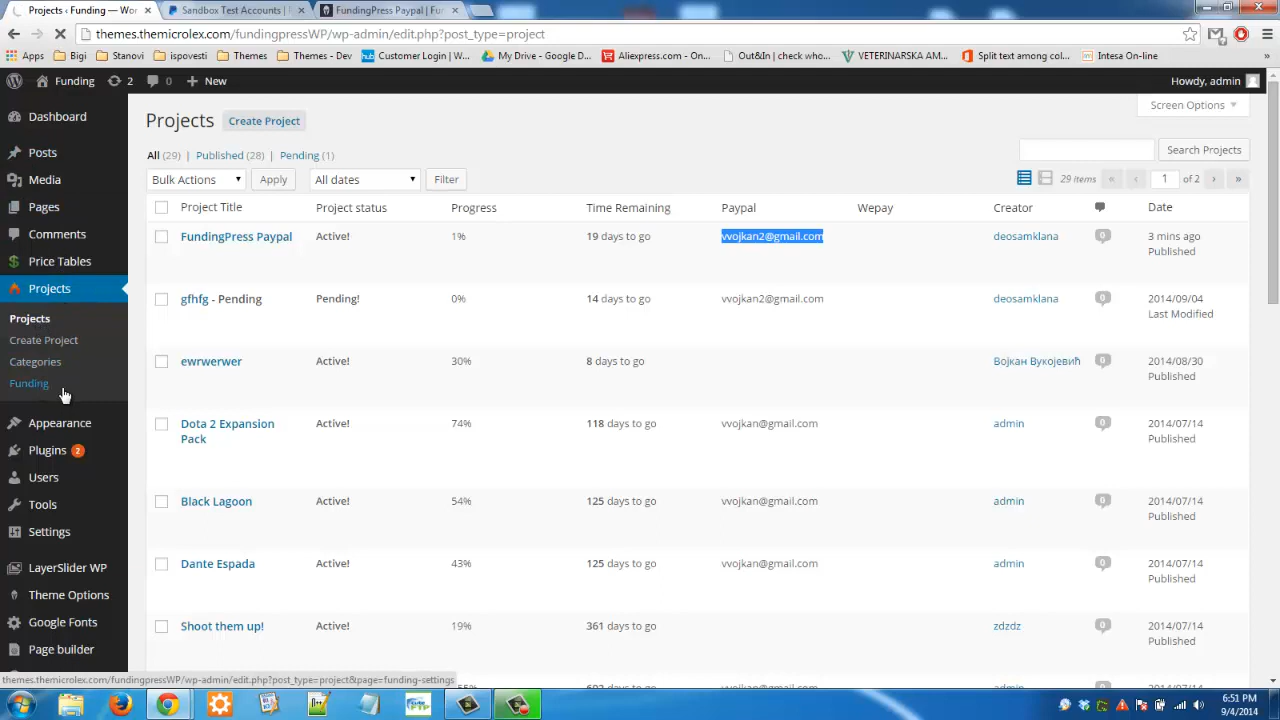 Projects ‹ Funding — Wor
Sandbox Test Accounts |
FundingPress Paypal | Fun
themes.themicrolex.com/fundingpressWP/wp-admin/edit.php?post_type=project
Apps Bigi Stanovi ispovesti Themes Themes - Dev Customer Login | W... My Drive - Google D... Aliexpress.com - On... Out&In | check who... VETERINARSKA AM... Split text among col... Intesa On-line
Funding 2 0 + New Howdy, admin
Screen Options
Dashboard
Posts
Media
Pages
Comments
Price Tables
Projects
Projects
Create Project
Categories
Funding
Appearance
Plugins 2
Users
Tools
Settings
LayerSlider WP
Theme Options
Google Fonts
Page builder
Projects Create Project
All (29) | Published (28) | Pending (1)
Search Projects
Bulk Actions Apply All dates Filter 29 items « ‹ 1 of 2 › »
Project Title Project status Progress Time Remaining Paypal Wepay Creator Date
FundingPress Paypal Active! 1% 19 days to go vvojkan2@gmail.com deosamklana 0 3 mins ago
Published
gfhfg - Pending Pending! 0% 14 days to go vvojkan2@gmail.com deosamklana 0 2014/09/04
Last Modified
ewrwerwer Active! 30% 8 days to go Војкан Вукојевић 0 2014/08/30
Published
Dota 2 Expansion Pack Active! 74% 118 days to go vvojkan@gmail.com admin 0 2014/07/14
Published
Black Lagoon Active! 54% 125 days to go vvojkan@gmail.com admin 0 2014/07/14
Published
Dante Espada Active! 43% 125 days to go vvojkan@gmail.com admin 0 2014/07/14
Published
Shoot them up! Active! 19% 361 days to go zdzdz 0 2014/07/14
Published
themes.themicrolex.com/fundingpressWP/wp-admin/edit.php?post_type=project&page=funding-settings
6:51 PM
9/4/2014